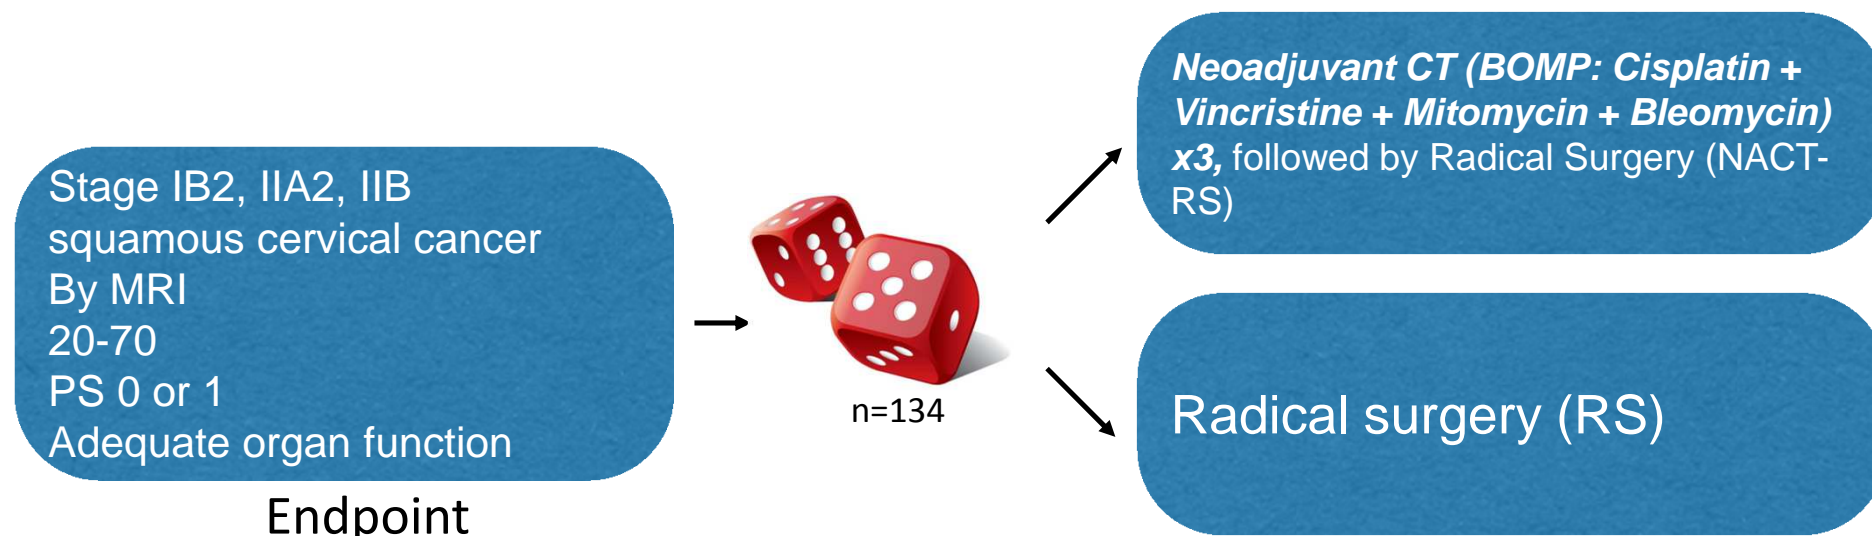 Stage IB2, IIA2, IIB
squamous cervical cancer
By MRI
20-70
PS 0 or 1
Adequate organ function
Endpoint
n=134
Neoadjuvant CT (BOMP: Cisplatin +
Vincristine + Mitomycin + Bleomycin)
x3, followed by Radical Surgery (NACT-
RS)
Radical surgery (RS)